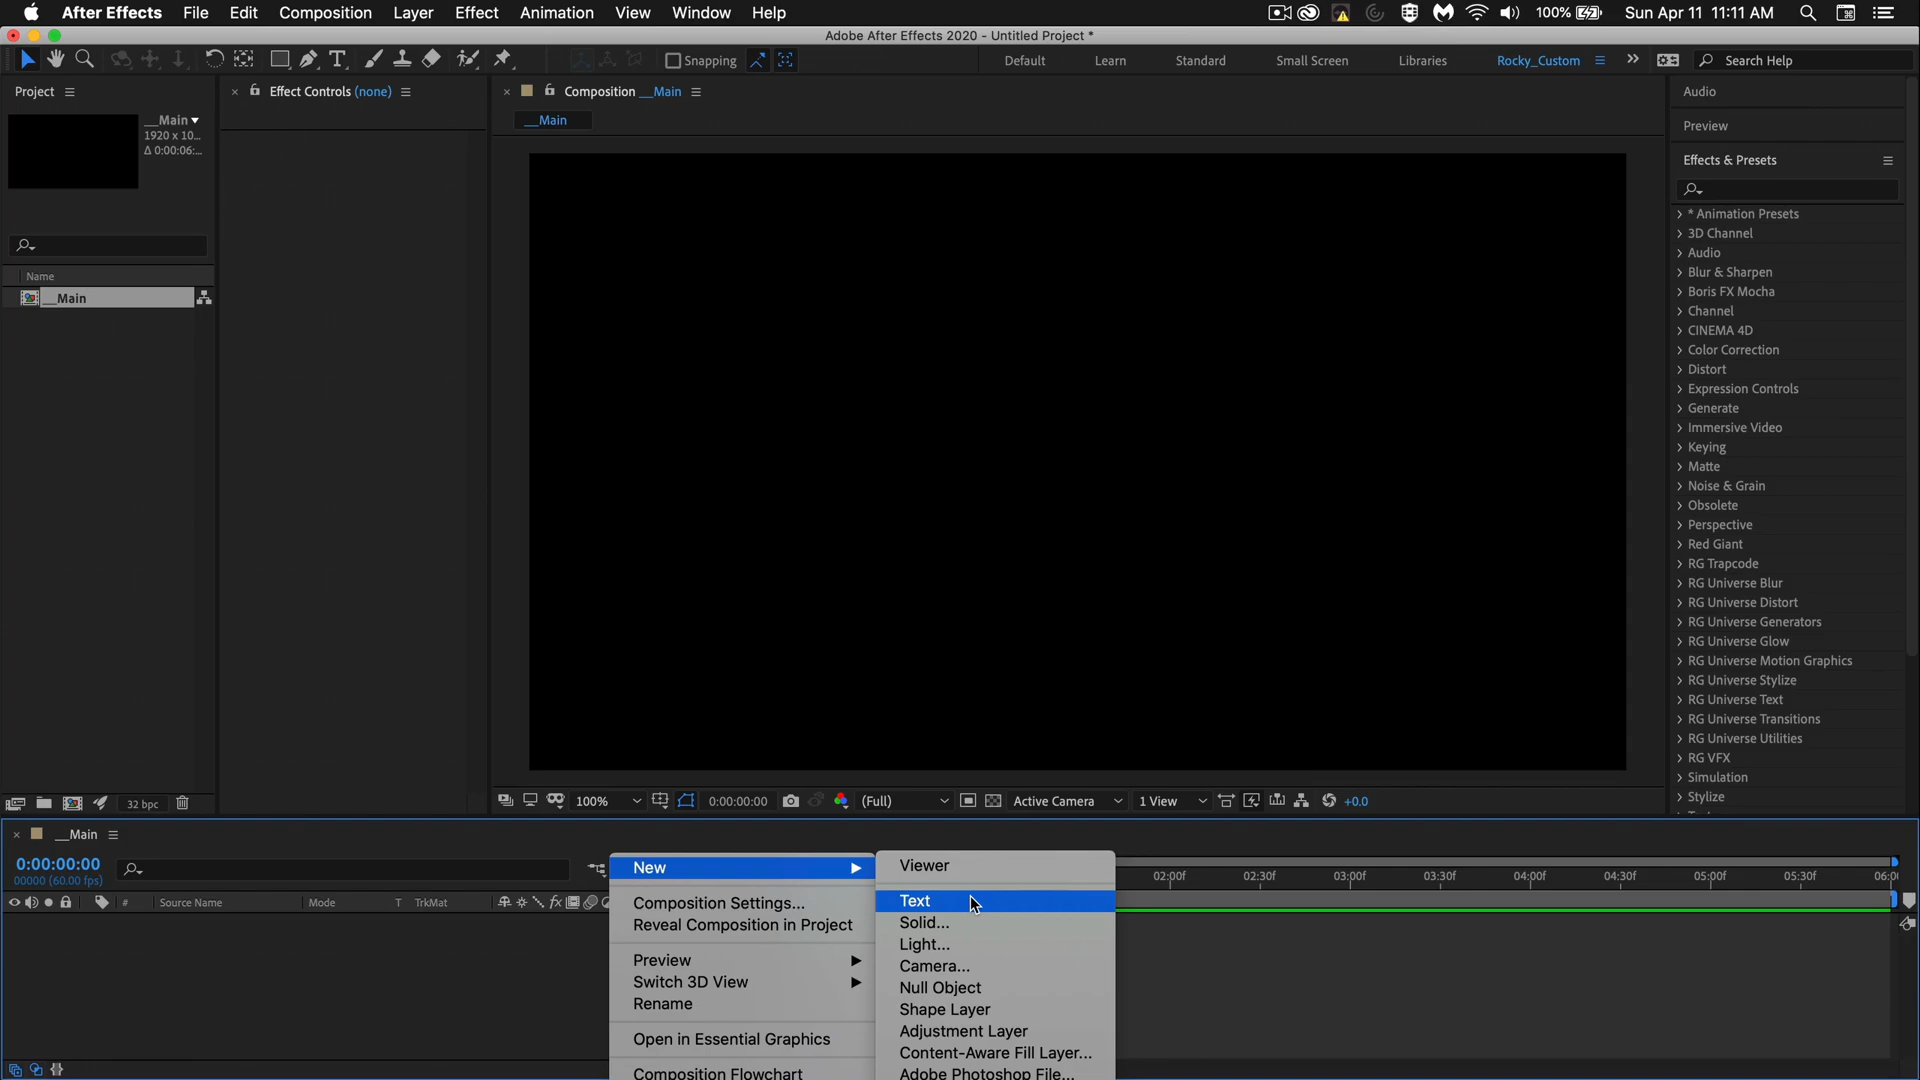 After Effects File Edit Composition Layer Effect Animation View Window Help 100% Sun Apr 11 11:11 AM
Adobe After Effects 2020 - Untitled Project *
Snapping Default Learn Standard Small Screen Libraries Rocky_Custom Search Help
Project
Effect Controls (none)
Composition __Main
Audio
__Main
1920 x 10...
Δ 0:00:06:...
__Main
Preview
Effects & Presets
* Animation Presets
3D Channel
Audio
Blur & Sharpen
Boris FX Mocha
Channel
CINEMA 4D
Color Correction
Distort
Expression Controls
Generate
Immersive Video
Keying
Matte
Noise & Grain
Obsolete
Perspective
Red Giant
RG Trapcode
RG Universe Blur
RG Universe Distort
RG Universe Generators
RG Universe Glow
RG Universe Motion Graphics
RG Universe Stylize
RG Universe Text
RG Universe Transitions
RG Universe Utilities
RG VFX
Simulation
Stylize
Name
__Main
32 bpc
100% 0:00:00:00 (Full) Active Camera 1 View +0.0
__Main
0:00:00:00
00000 (60.00 fps)
# Source Name Mode T TrkMat
02:00f 02:30f 03:00f 03:30f 04:00f 04:30f 05:00f 05:30f 06:0
New
Composition Settings...
Reveal Composition in Project
Preview
Switch 3D View
Rename
Open in Essential Graphics
Composition Flowchart
Viewer
Text
Solid...
Light...
Camera...
Null Object
Shape Layer
Adjustment Layer
Content-Aware Fill Layer...
Adobe Photoshop File...